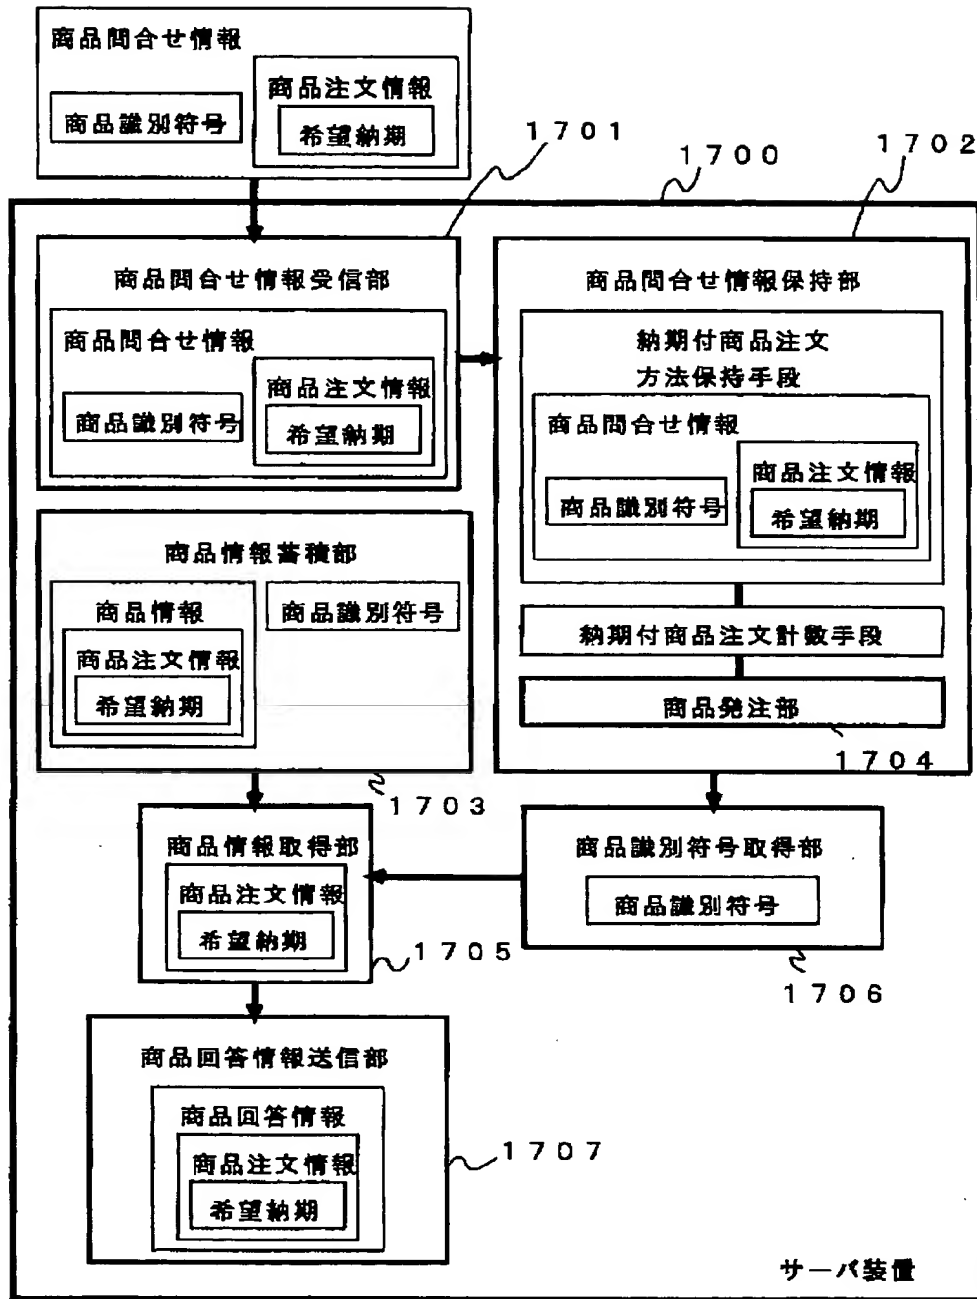 商品問合せ情報
商品識別符号
商品注文情報
希望納期
1701
1700
1702
商品問合せ情報受信部
商品問合せ情報
商品識別符号
商品注文情報
希望納期
商品問合せ情報保持部
納期付商品注文
方法保持手段
商品問合せ情報
商品識別符号
商品注文情報
希望納期
納期付商品注文計数手段
商品発注部
1704
商品情報蓄積部
商品情報
商品注文情報
希望納期
商品識別符号
1703
商品情報取得部
商品注文情報
希望納期
1705
商品識別符号取得部
商品識別符号
1706
商品回答情報送信部
商品回答情報
商品注文情報
希望納期
1707
サーバ装置